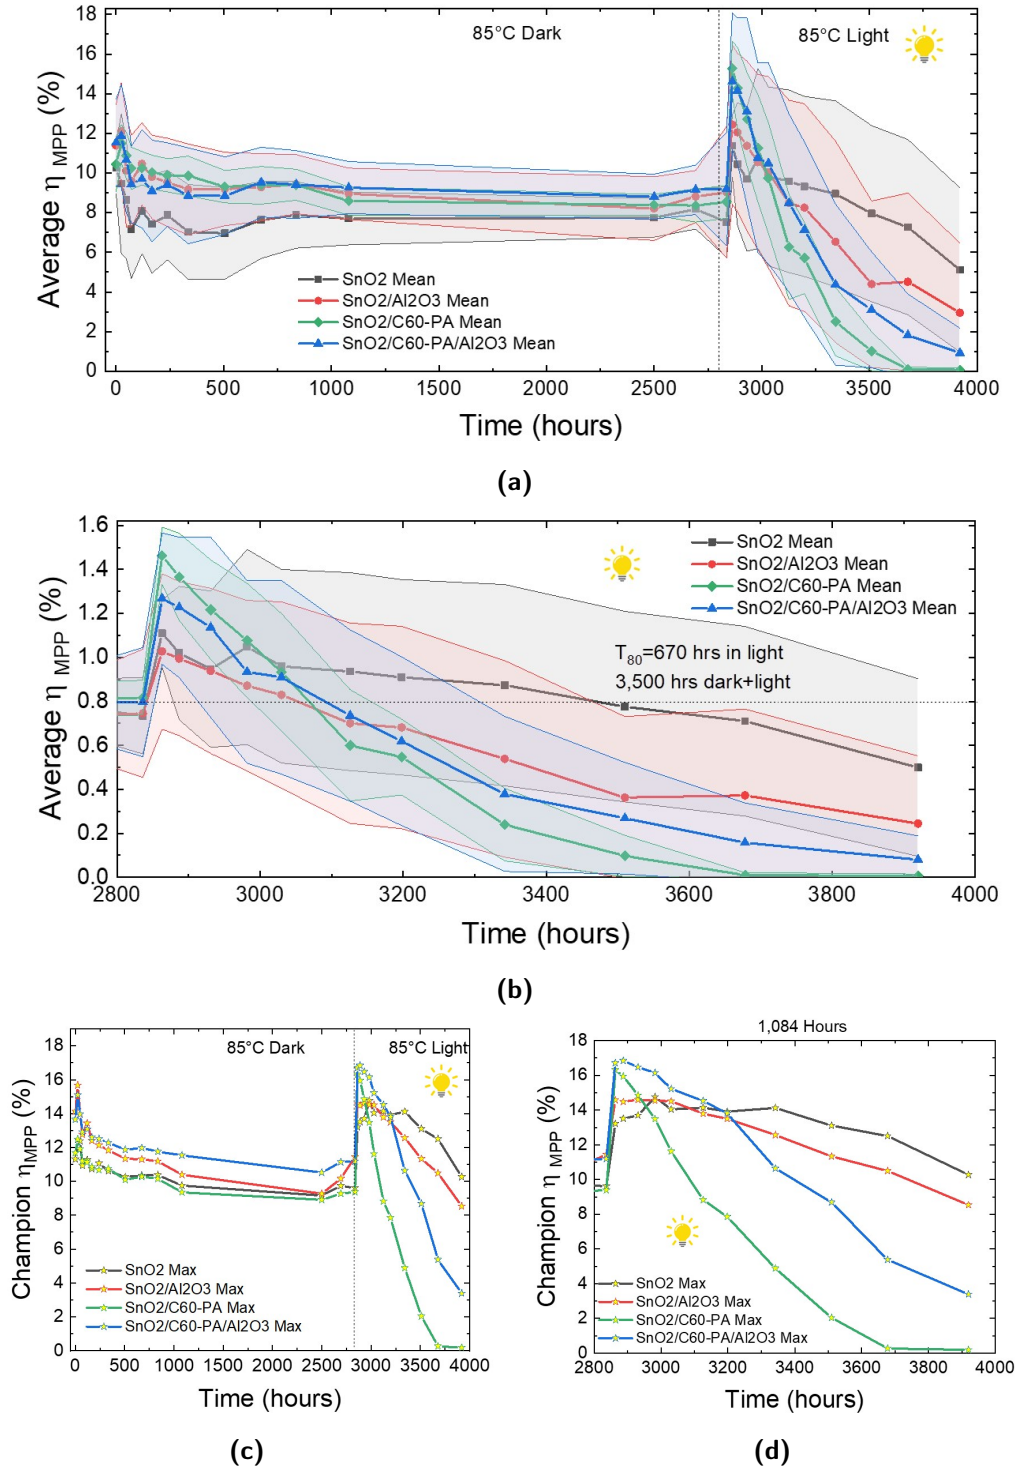 18
16
14
12
10
8
6
4
2
0
Average η MPP (%)
85°C Dark
85°C Light
SnO2 Mean
SnO2/Al2O3 Mean
SnO2/C60-PA Mean
SnO2/C60-PA/Al2O3 Mean
0 500 1000 1500 2000 2500 3000 3500 4000
Time (hours)
(a)
1.6
1.4
1.2
1.0
0.8
0.6
0.4
0.2
0.0
Average η MPP (%)
SnO2 Mean
SnO2/Al2O3 Mean
SnO2/C60-PA Mean
SnO2/C60-PA/Al2O3 Mean
T80=670 hrs in light
3,500 hrs dark+light
2800 3000 3200 3400 3600 3800 4000
Time (hours)
(b)
18
16
14
12
10
8
6
4
2
0
Champion ηMPP (%)
85°C Dark
85°C Light
SnO2 Max
SnO2/Al2O3 Max
SnO2/C60-PA Max
SnO2/C60-PA/Al2O3 Max
0 500 1000 1500 2000 2500 3000 3500 4000
Time (hours)
(c)
1,084 Hours
18
16
14
12
10
8
6
4
2
0
Champion η MPP (%)
SnO2 Max
SnO2/Al2O3 Max
SnO2/C60-PA Max
SnO2/C60-PA/Al2O3 Max
2800 3000 3200 3400 3600 3800 4000
Time (hours)
(d)